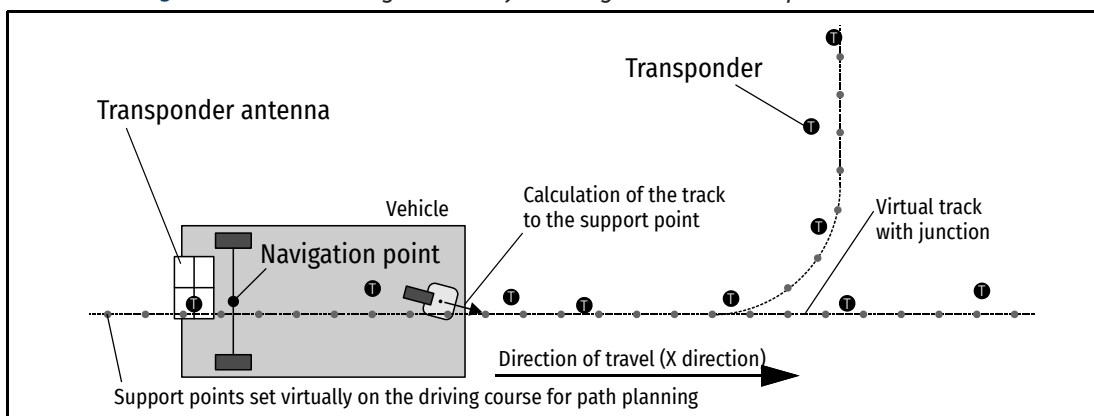 Transponder
Transponder antenna
Calculation of the track
to the support point
Vehicle
Virtual track
with junction
Navigation point
T
T
T
T
T
T
T
T
T
T
Direction of travel (X direction)
Support points set virtually on the driving course for path planning